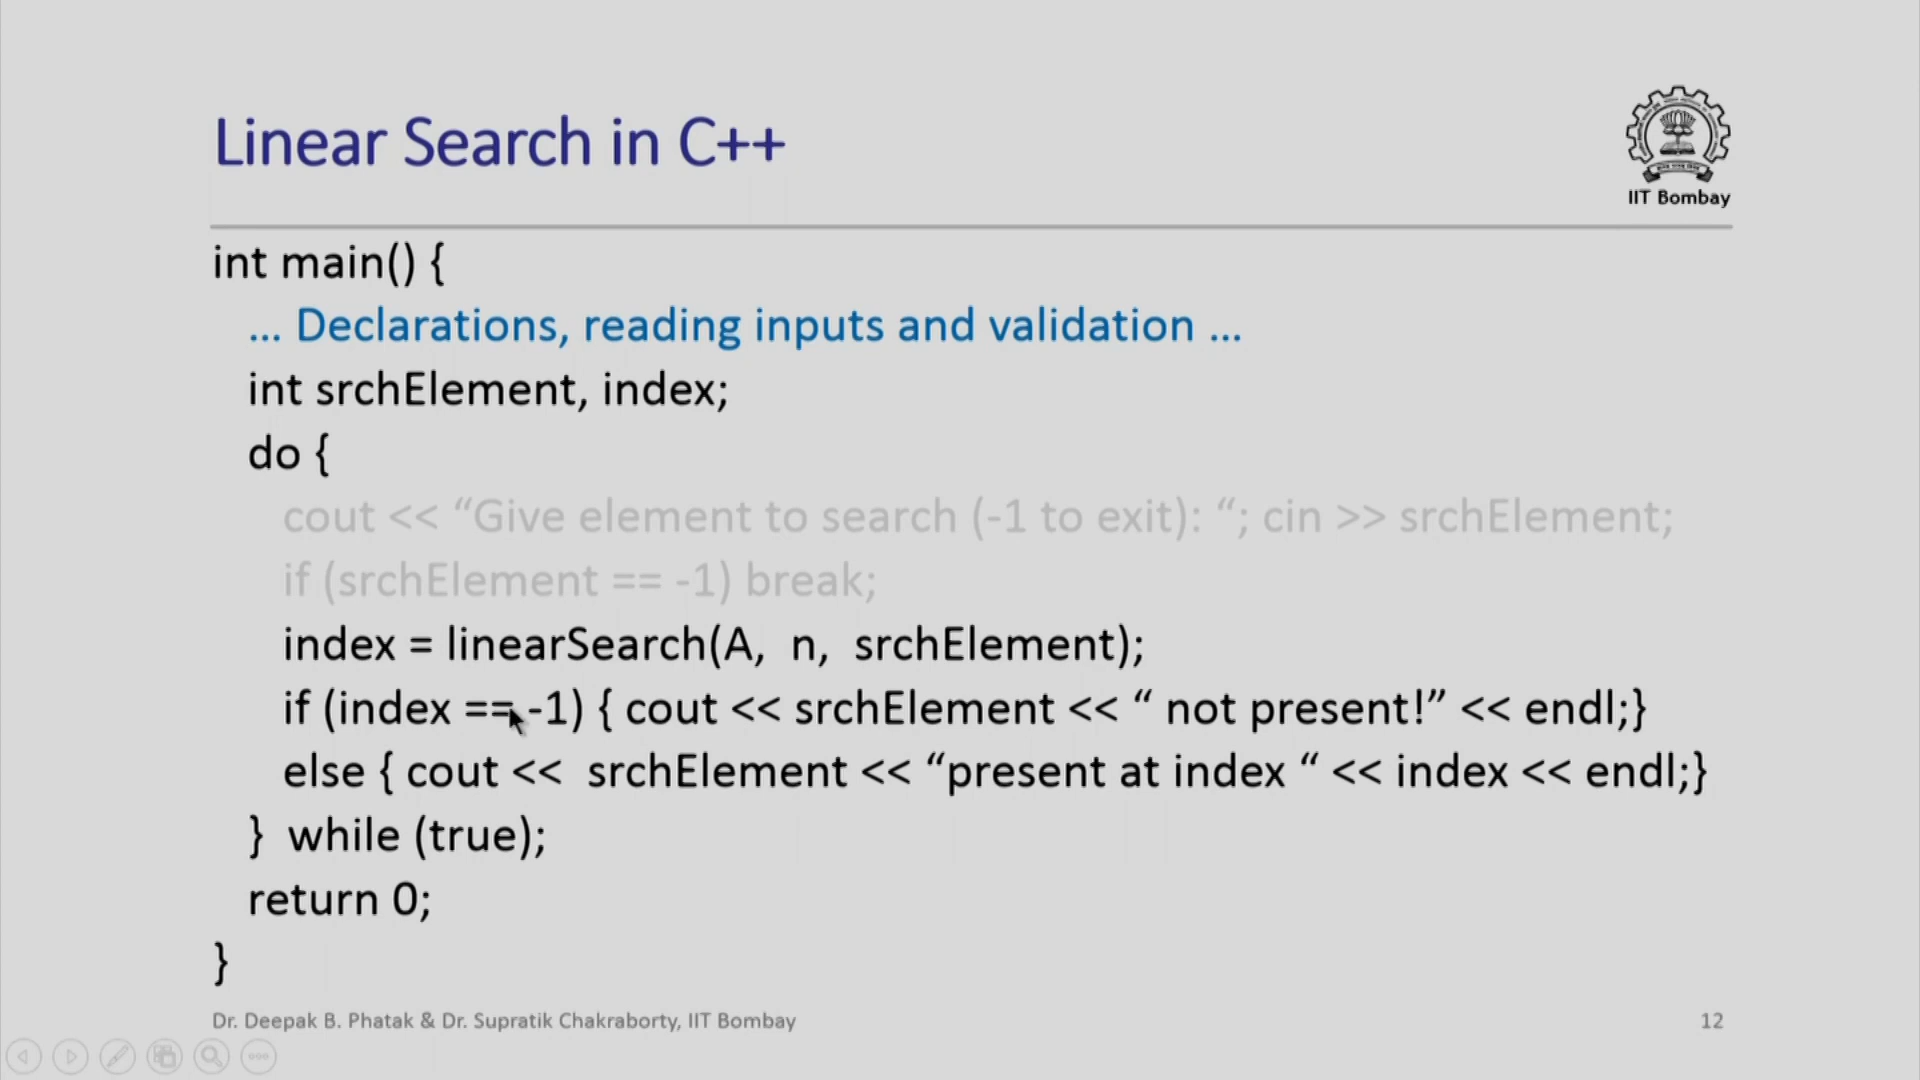 Linear Search in C++
IIT Bombay
int main() {
... Declarations, reading inputs and validation ...
int srchElement, index;
do {
cout << “Give element to search (-1 to exit): “; cin >> srchElement;
if (srchElement == -1) break;
index = linearSearch(A, n, srchElement);
if (index == -1) { cout << srchElement << “ not present!” << endl;}
else { cout << srchElement << “present at index “ << index << endl;}
} while (true);
return 0;
}
Dr. Deepak B. Phatak & Dr. Supratik Chakraborty, IIT Bombay
12